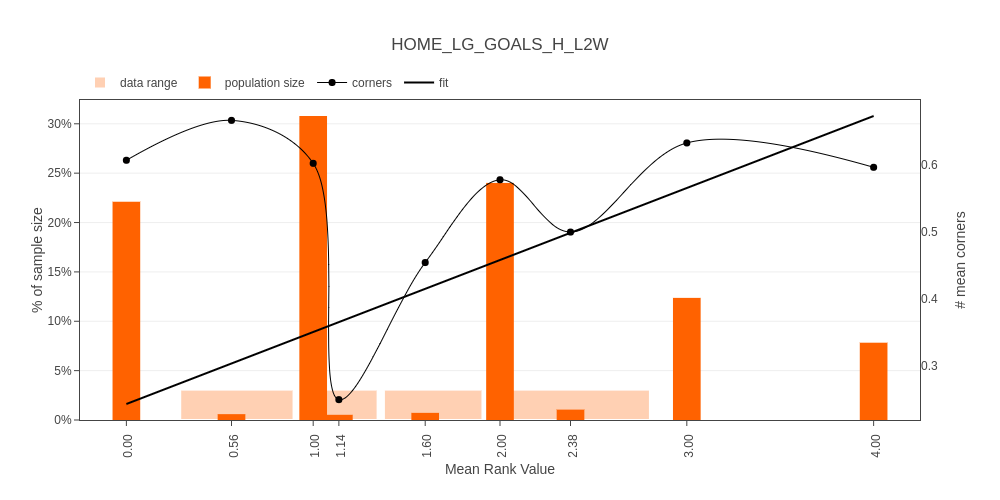 HOME_LG_GOALS_H_L2W
data range
population size
corners
fit
30%
25%
20%
15%
10%
5%
0%
% of sample size
0.6
0.5
0.4
0.3
# mean corners
0.00
0.56
1.00
1.14
1.60
2.00
2.38
3.00
4.00
Mean Rank Value